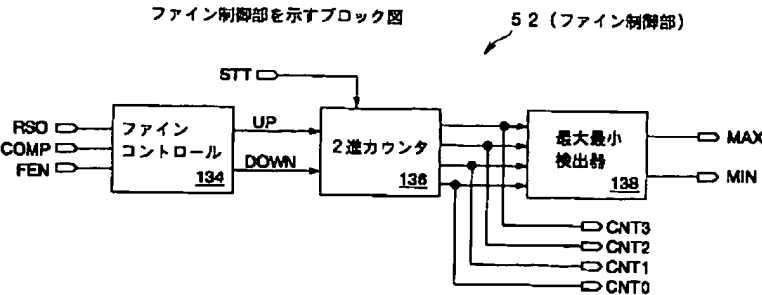 ファイン制御部を示すブロック図
52(ファイン制御部)
STT
RSO
COMP
FEN
ファイン
コントロール
134
UP
DOWN
2進カウンタ
136
最大最小
検出器
138
MAX
MIN
CNT3
CNT2
CNT1
CNT0